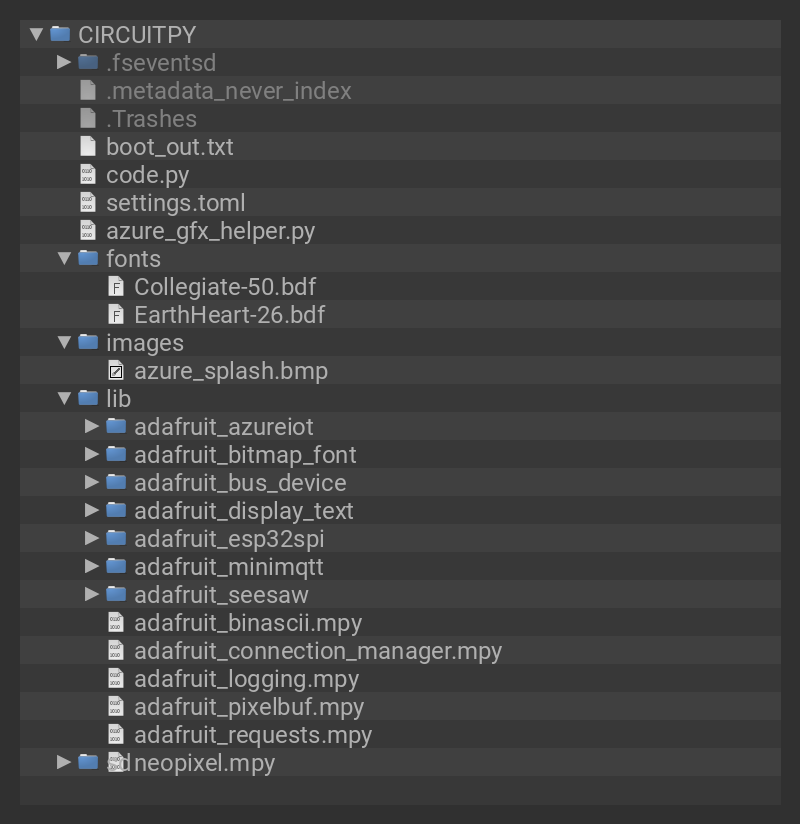 CIRCUITPY
.fseventsd
.metadata_never_index
.Trashes
boot_out.txt
code.py
settings.toml
azure_gfx_helper.py
fonts
Collegiate-50.bdf
EarthHeart-26.bdf
images
azure_splash.bmp
lib
adafruit_azureiot
adafruit_bitmap_font
adafruit_bus_device
adafruit_display_text
adafruit_esp32spi
adafruit_minimqtt
adafruit_seesaw
adafruit_binascii.mpy
adafruit_connection_manager.mpy
adafruit_logging.mpy
adafruit_pixelbuf.mpy
adafruit_requests.mpy
sd neopixel.mpy